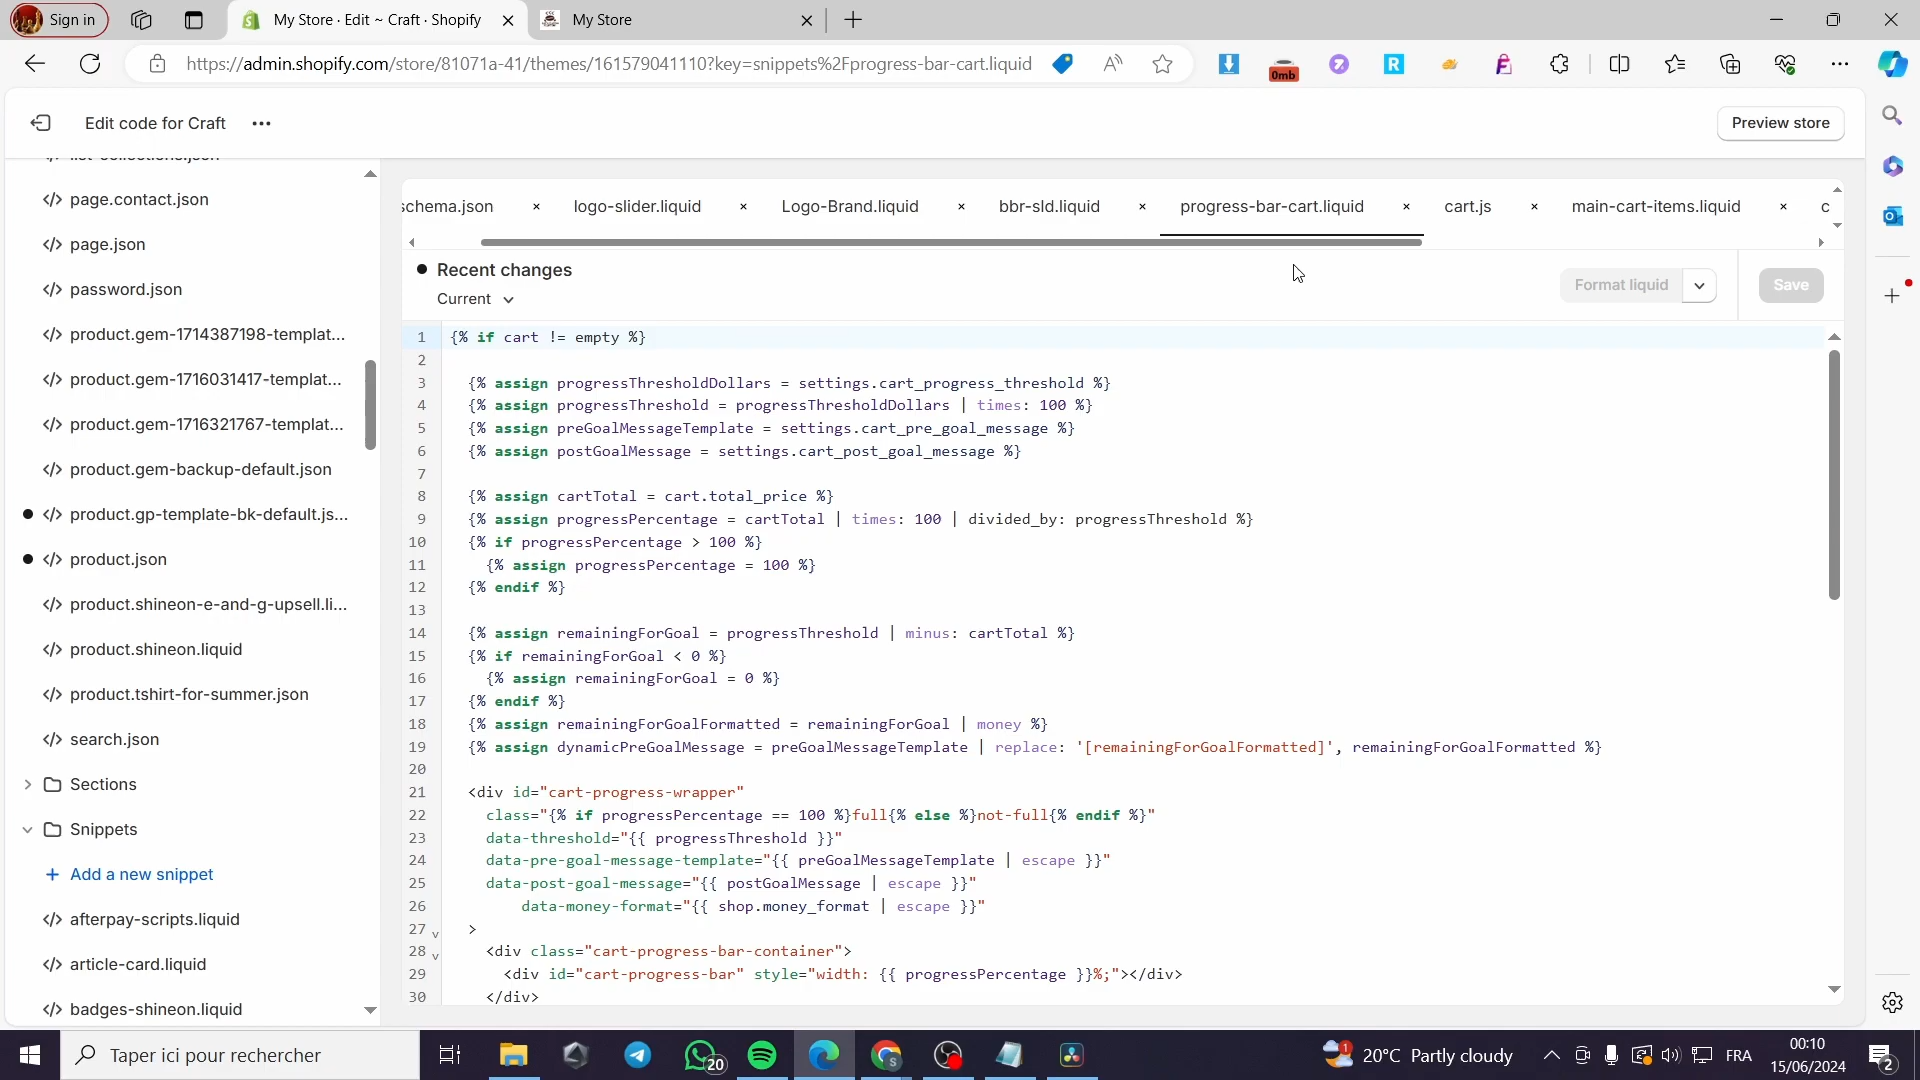 Sign in
My Store · Edit ~ Craft · Shopify
My Store
https://admin.shopify.com/store/81071a-41/themes/161579041110?key=snippets%2Fprogress-bar-cart.liquid
0mb
Edit code for Craft
Preview store
list-collections.json
page.contact.json
page.json
password.json
product.gem-1714387198-templat...
product.gem-1716031417-templat...
product.gem-1716321767-templat...
product.gem-backup-default.json
product.gp-template-bk-default.js...
product.json
product.shineon-e-and-g-upsell.li...
product.shineon.liquid
product.tshirt-for-summer.json
search.json
Sections
Snippets
Add a new snippet
afterpay-scripts.liquid
article-card.liquid
badges-shineon.liquid
schema.json
logo-slider.liquid
Logo-Brand.liquid
bbr-sld.liquid
progress-bar-cart.liquid
cart.js
main-cart-items.liquid
c
Recent changes
Current
Format liquid
Save
1 {% if cart != empty %}
2
3 {% assign progressThresholdDollars = settings.cart_progress_threshold %}
4 {% assign progressThreshold = progressThresholdDollars | times: 100 %}
5 {% assign preGoalMessageTemplate = settings.cart_pre_goal_message %}
6 {% assign postGoalMessage = settings.cart_post_goal_message %}
7
8 {% assign cartTotal = cart.total_price %}
9 {% assign progressPercentage = cartTotal | times: 100 | divided_by: progressThreshold %}
10 {% if progressPercentage > 100 %}
11 {% assign progressPercentage = 100 %}
12 {% endif %}
13
14 {% assign remainingForGoal = progressThreshold | minus: cartTotal %}
15 {% if remainingForGoal < 0 %}
16 {% assign remainingForGoal = 0 %}
17 {% endif %}
18 {% assign remainingForGoalFormatted = remainingForGoal | money %}
19 {% assign dynamicPreGoalMessage = preGoalMessageTemplate | replace: '[remainingForGoalFormatted]', remainingForGoalFormatted %}
20
21 <div id="cart-progress-wrapper"
22 class="{% if progressPercentage == 100 %}full{% else %}not-full{% endif %}"
23 data-threshold="{{ progressThreshold }}"
24 data-pre-goal-message-template="{{ preGoalMessageTemplate | escape }}"
25 data-post-goal-message="{{ postGoalMessage | escape }}"
26 data-money-format="{{ shop.money_format | escape }}"
27 >
28 <div class="cart-progress-bar-container">
29 <div id="cart-progress-bar" style="width: {{ progressPercentage }}%;"></div>
30 </div>
Taper ici pour rechercher
20
20°C Partly cloudy
FRA
00:10
15/06/2024
2